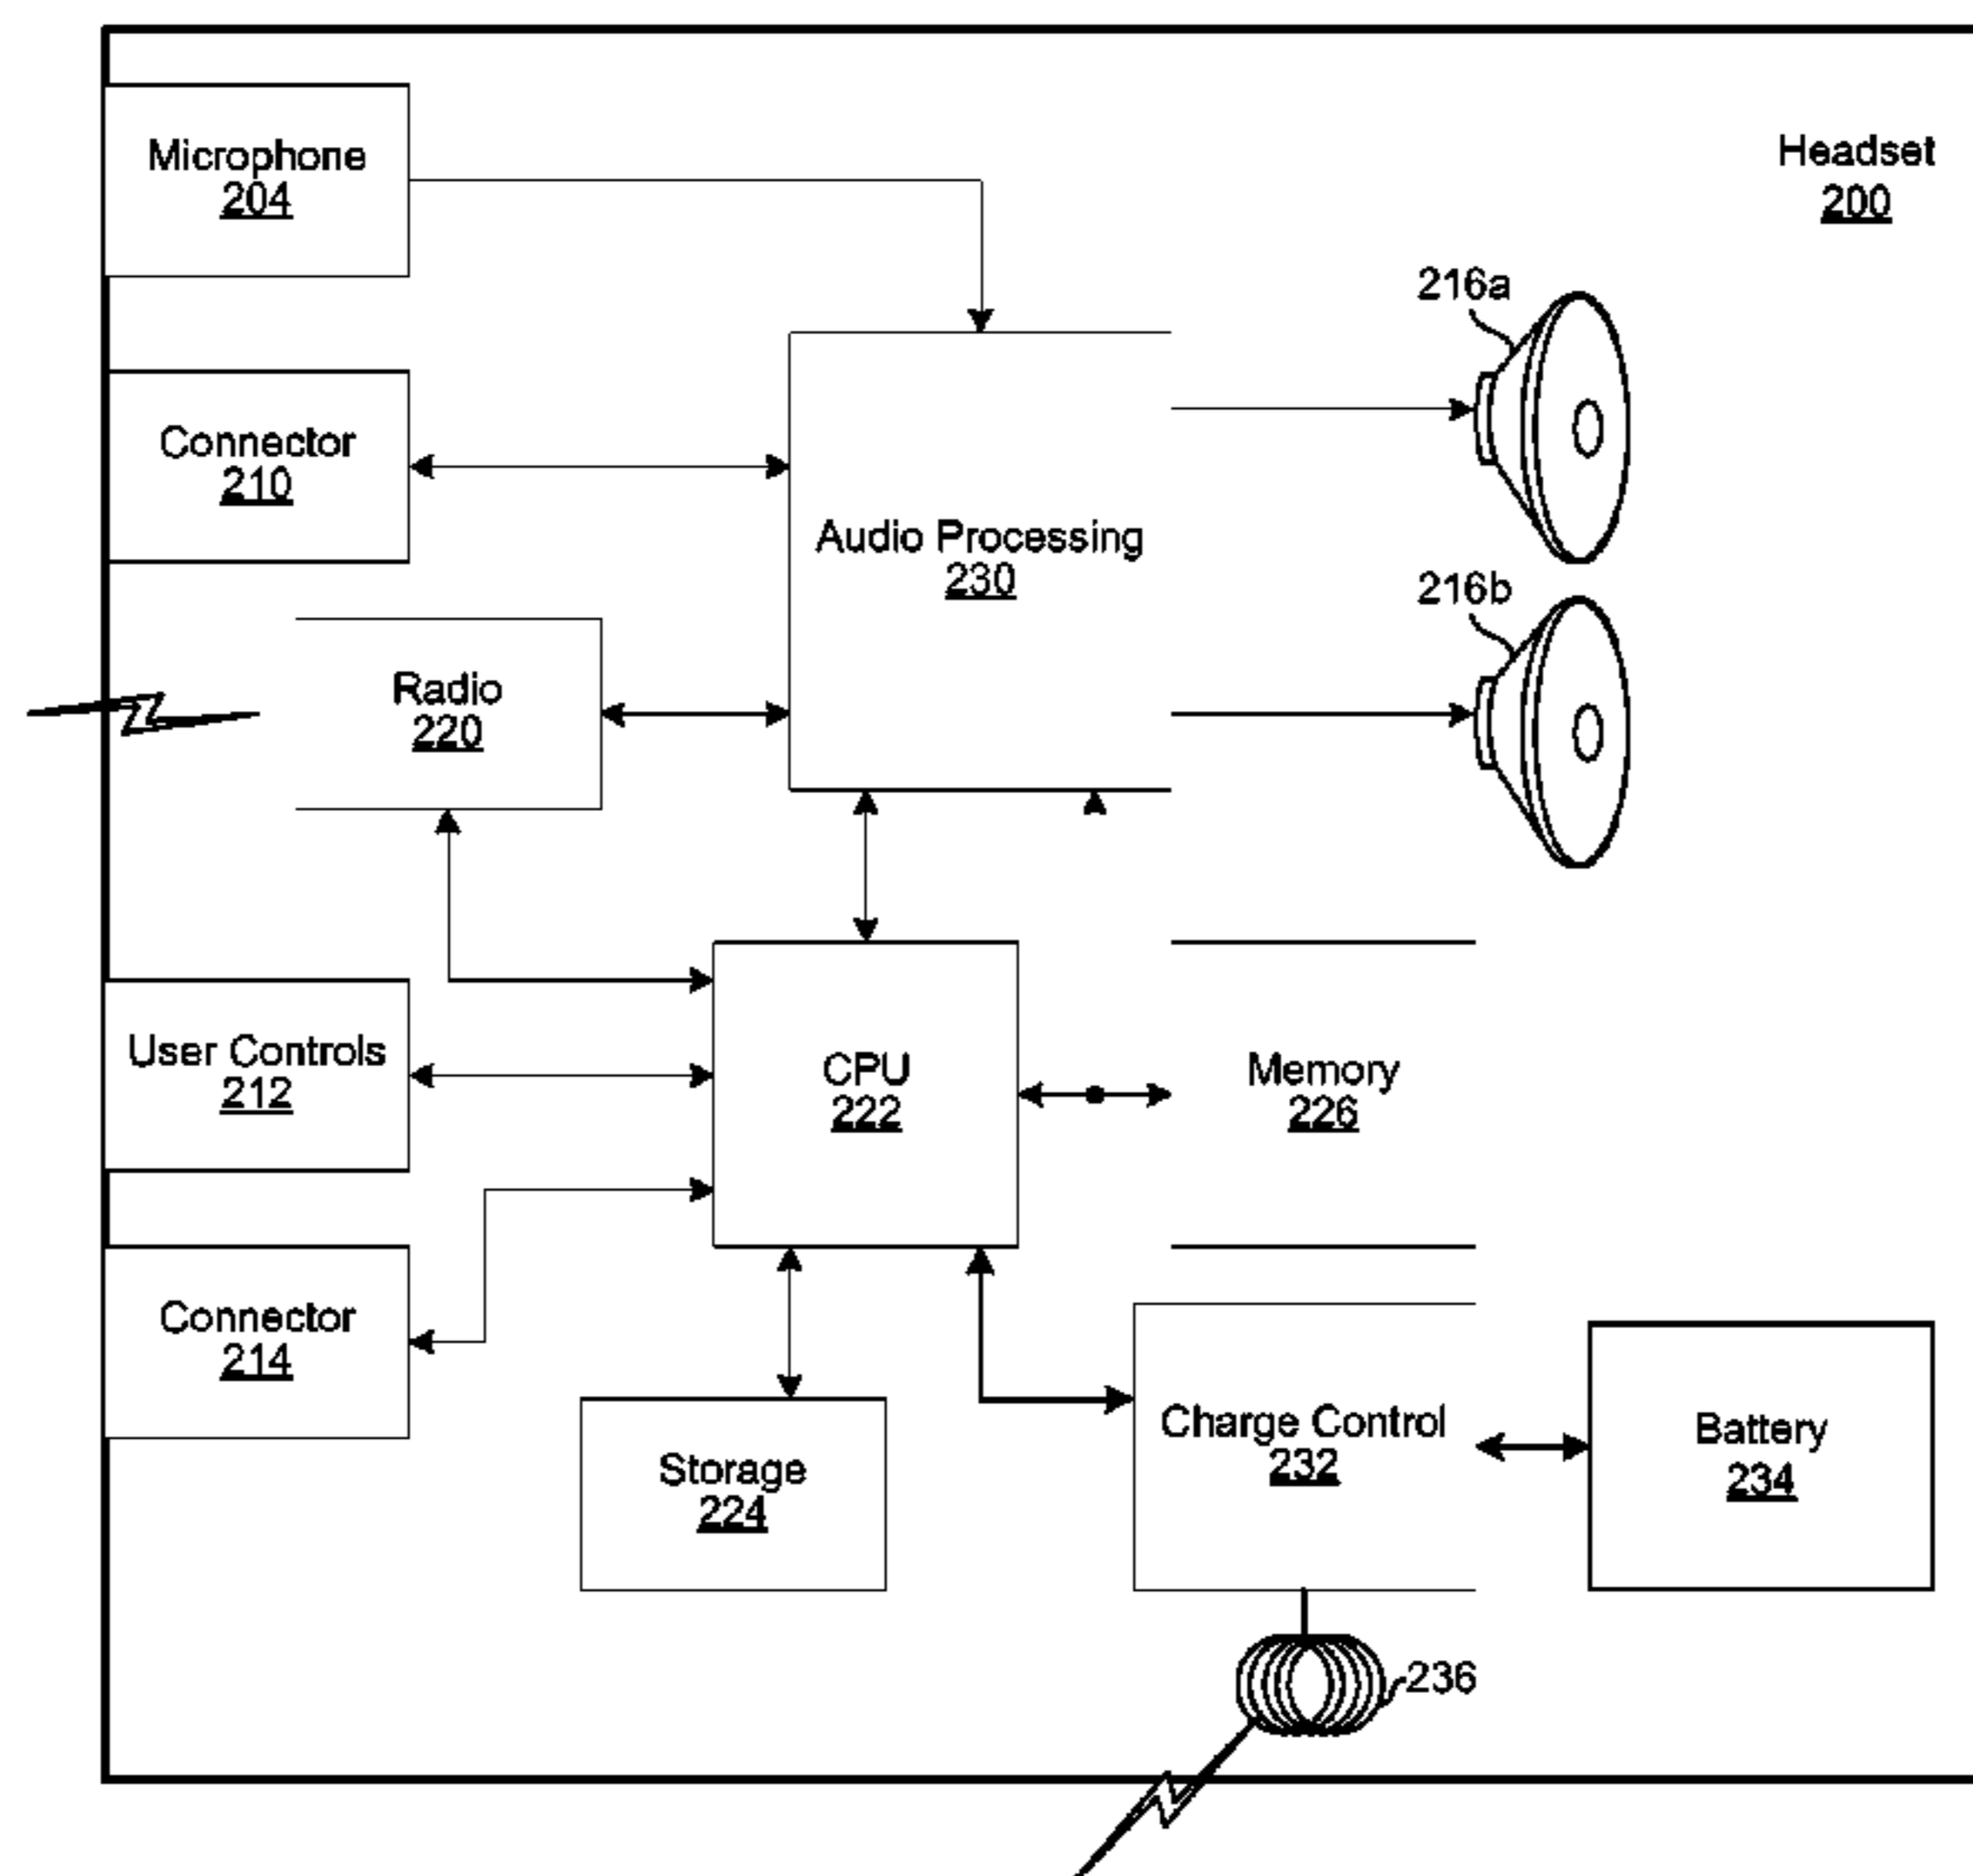 Microphone
204
Headset
200
216a
Connector
210
Audio Processing
230
216b
Radio
220
User Controls
212
CPU
222
Memory
226
Connector
214
Charge Control
232
Battery
234
Storage
224
236